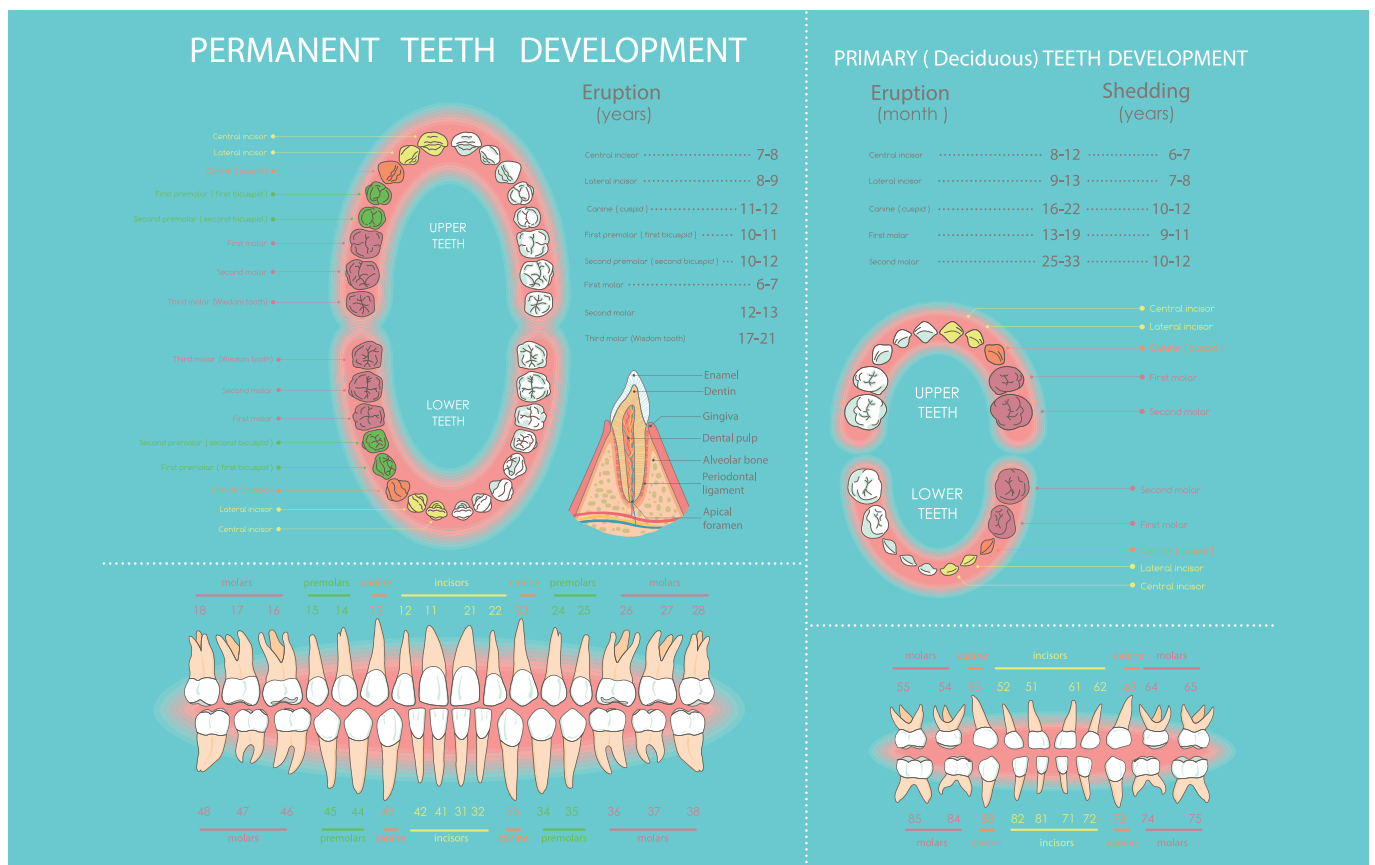 PERMANENT TEETH DEVELOPMENT
Eruption
(years)
Central incisor
Lateral incisor
Canine ( cuspid )
First premolar ( first bicuspid )
Second premolar ( second bicuspid )
First molar
Second molar
Third molar (Wisdom tooth)
UPPER
TEETH
Third molar (Wisdom tooth)
Second molar
First molar
Second premolar ( second bicuspid )
First premolar ( first bicuspid )
Lateral incisor
Central incisor
LOWER
TEETH
Central incisor 7-8
Lateral incisor 8-9
Canine ( cuspid ) 11-12
First premolar ( first bicuspid ) 10-11
Second premolar ( second bicuspid ) 10-12
First molar 6-7
Second molar 12-13
Third molar (Wisdom tooth) 17-21
Enamel
Dentin
Gingiva
Dental pulp
Alveolar bone
Periodontal
ligament
Apical
foramen
PRIMARY ( Deciduous) TEETH DEVELOPMENT
Eruption
(month )
Shedding
(years)
Central incisor 8-12 6-7
Lateral incisor 9-13 7-8
Canine ( cuspid ) 16-22 10-12
First molar 13-19 9-11
Second molar 25-33 10-12
Central incisor
Lateral incisor
Canine ( cuspid )
First molar
Second molar
UPPER
TEETH
LOWER
TEETH
Second molar
First molar
Lateral incisor
Central incisor
molars premolars canine incisors canine premolars molars
18 17 16 15 14 13 12 11 21 22 23 24 25 26 27 28
48 47 46 45 44 42 41 31 32 34 35 36 37 38
molars premolars canine incisors canine premolars molars
molars canine incisors canine molars
55 54 53 52 51 61 62 63 64 65
85 84 83 82 81 71 72 73 74 75
molars canine incisors canine molars